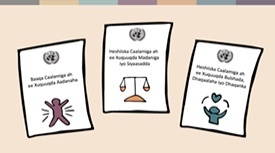 Baaqa Caalamiga ah
ee Xuquuqda Aadanaha
Heshiiska Caalamiga ah
ee Xuquuqda Madaniga
iyo Siyaasadda
Heshiiska Caalamiga ah
ee Xuquuqda Bulshada,
Dhaqaalaha iyo Dhaqanka